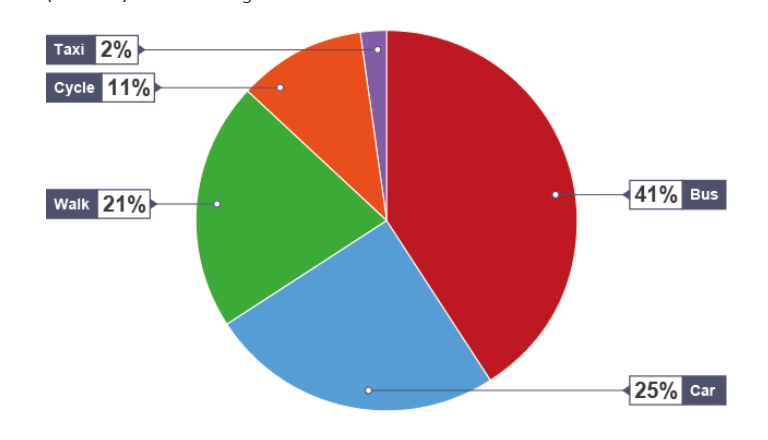 Taxi 2%
Cycle 11%
Walk 21%
41% Bus
25% Car